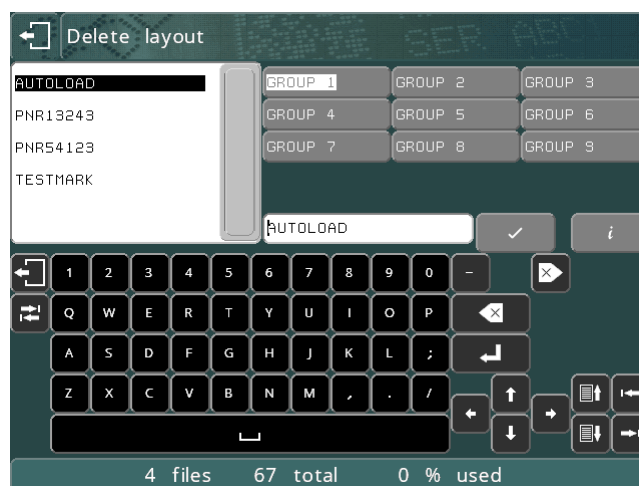 Delete layout
AUTOLOAD
PNR13243
PNR54123
TESTMARK
GROUP 1 GROUP 2 GROUP 3
GROUP 4 GROUP 5 GROUP 6
GROUP 7 GROUP 8 GROUP 9
AUTOLOAD
i
1 2 3 4 5 6 7 8 9 0 -
Q W E R T Y U I O P
A S D F G H J K L ;
Z X C V B N M , . /
4 files 67 total 0 % used